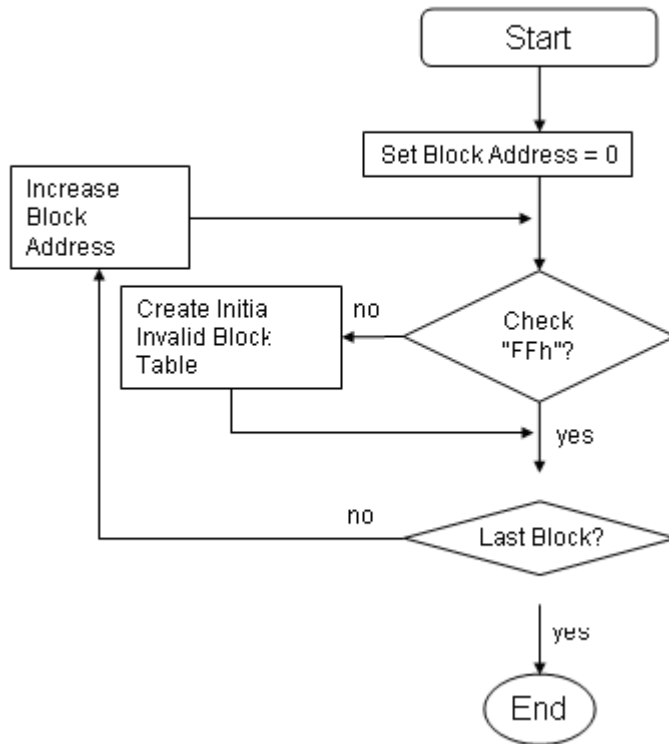 Start
Set Block Address = 0
Increase
Block
Address
Create Initia
Invalid Block
Table
no
Check
"FFh"?
yes
no
Last Block?
yes
End